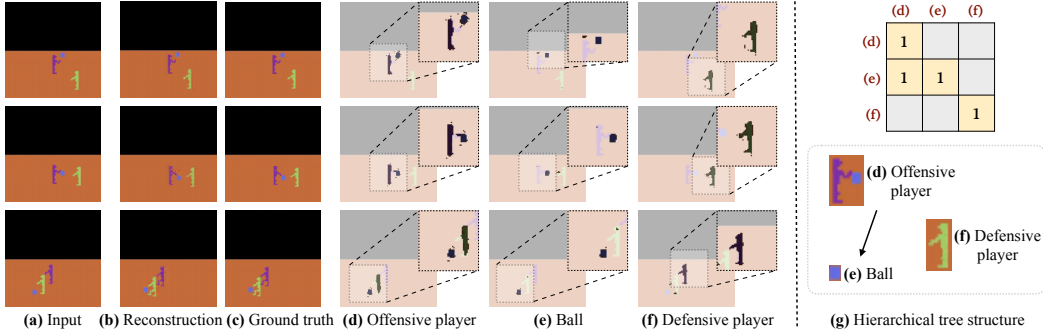 (d) (e) (f)
(d) 1
(e) 1 1
(f) 1
(d) Offensive
player
(f) Defensive
player
(e) Ball
(a) Input
(b) Reconstruction
(c) Ground truth
(d) Offensive player
(e) Ball
(f) Defensive player
(g) Hierarchical tree structure